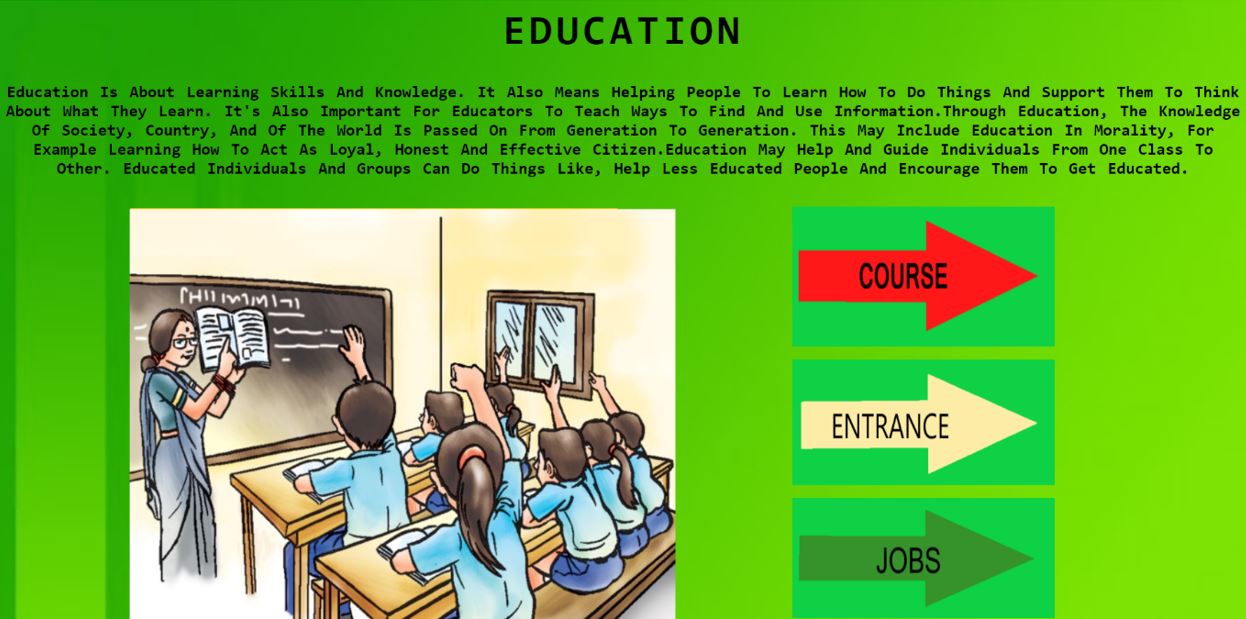 EDUCATION
Education Is About Learning Skills And Knowledge. It Also Means Helping People To Learn How To Do Things And Support Them To Think
About What They Learn. It's Also Important For Educators To Teach Ways To Find And Use Information.Through Education, The Knowledge
Of Society, Country, And Of The World Is Passed On From Generation To Generation. This May Include Education In Morality, For
Example Learning How To Act As Loyal, Honest And Effective Citizen.Education May Help And Guide Individuals From One Class To
Other. Educated Individuals And Groups Can Do Things Like, Help Less Educated People And Encourage Them To Get Educated.
COURSE
ENTRANCE
JOBS